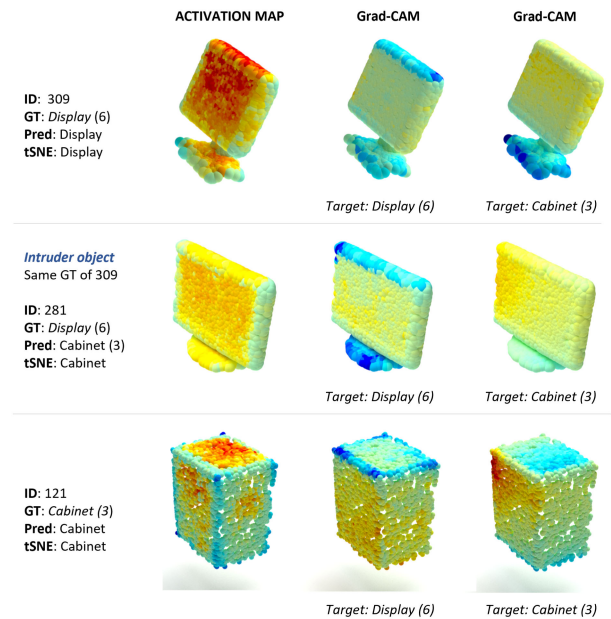 ACTIVATION MAP Grad-CAM Grad-CAM
ID: 309
GT: Display (6)
Pred: Display
tSNE: Display
Target: Display (6) Target: Cabinet (3)
Intruder object
Same GT of 309
ID: 281
GT: Display (6)
Pred: Cabinet (3)
tSNE: Cabinet
Target: Display (6) Target: Cabinet (3)
ID: 121
GT: Cabinet (3)
Pred: Cabinet
tSNE: Cabinet
Target: Display (6) Target: Cabinet (3)